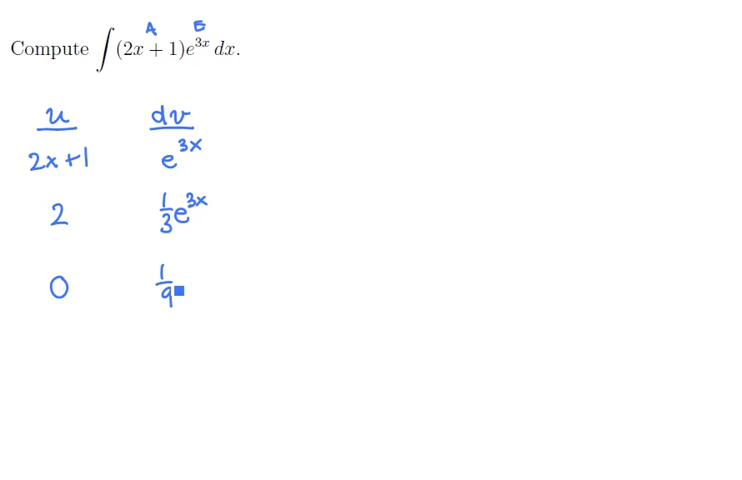 A E
Compute ∫(2x + 1)e^{3x} dx.
u dv
2x+1 e^{3x}
2 1/3 e^{3x}
0 1/9